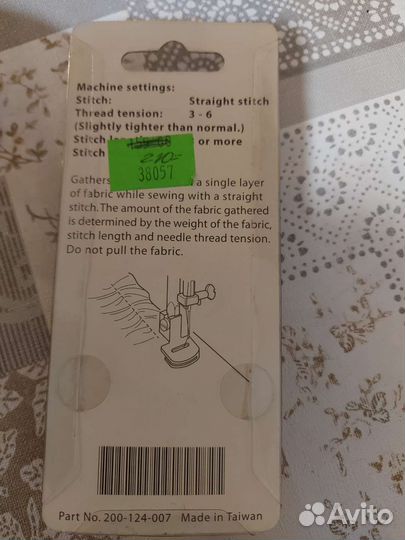 Machine settings:
Stitch: Straight stitch
Thread tension: 3 - 6
(Slightly tighter than normal.)
Stitch or more
Stitch
210=
38057
Gathers a single layer
of fabric while sewing with a straight
stitch. The amount of the fabric gathered
is determined by the weight of the fabric,
stitch length and needle thread tension.
Do not pull the fabric.
Part No. 200-124-007 Made in Taiwan
Avito